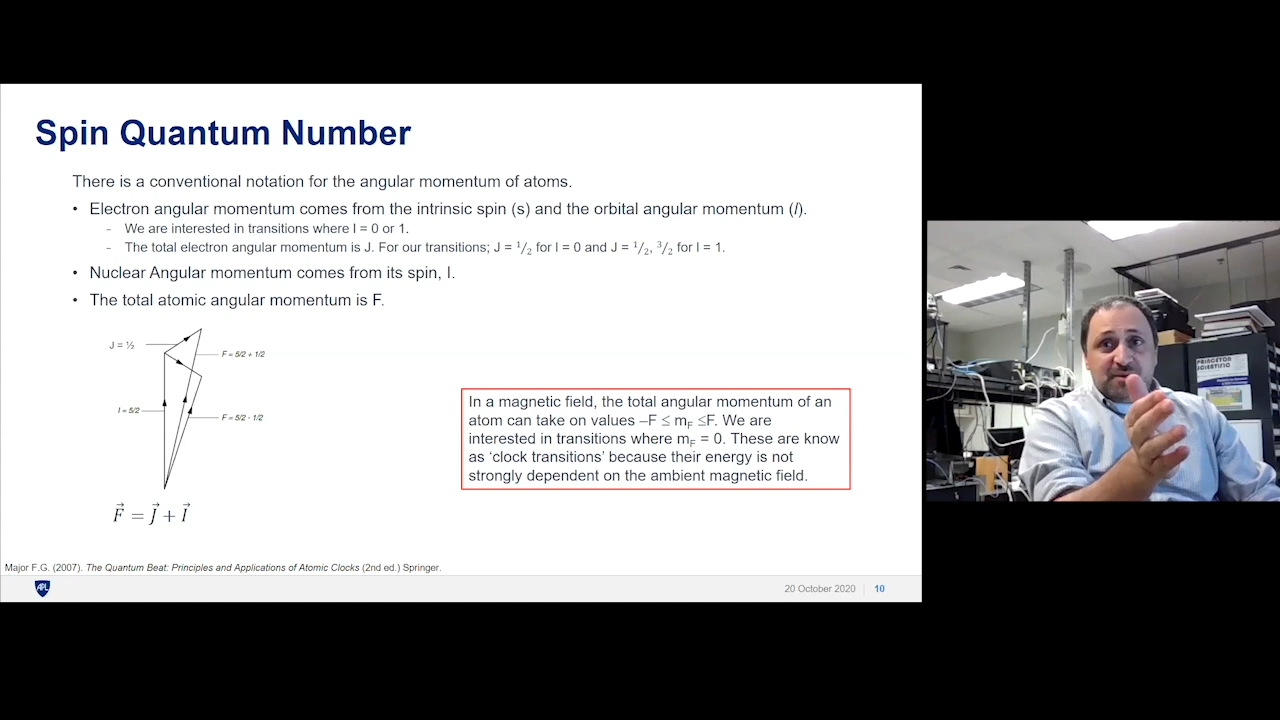 Spin Quantum Number
There is a conventional notation for the angular momentum of atoms.
• Electron angular momentum comes from the intrinsic spin (s) and the orbital angular momentum (l).
- We are interested in transitions where l = 0 or 1.
- The total electron angular momentum is J. For our transitions; J = 1/2 for l = 0 and J = 1/2, 3/2 for l = 1.
• Nuclear Angular momentum comes from its spin, I.
• The total atomic angular momentum is F.
J = ½
F = 5/2 + 1/2
I = 5/2
F = 5/2 - 1/2
F⃗ = J⃗ + I⃗
In a magnetic field, the total angular momentum of an
atom can take on values –F ≤ mF ≤F. We are
interested in transitions where mF = 0. These are know
as ‘clock transitions’ because their energy is not
strongly dependent on the ambient magnetic field.
Major F.G. (2007). The Quantum Beat: Principles and Applications of Atomic Clocks (2nd ed.) Springer.
APL
20 October 2020 | 10
PRINCETON
SCIENTIFIC